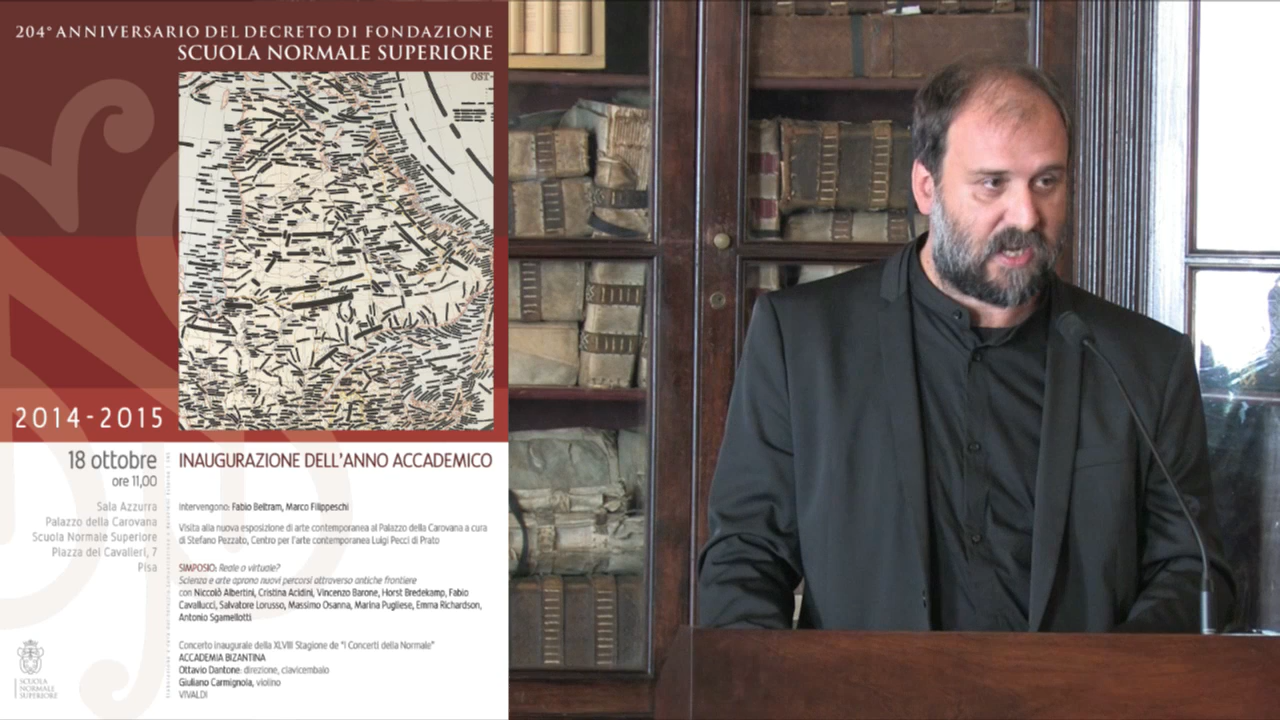 204° ANNIVERSARIO DEL DECRETO DI FONDAZIONE
SCUOLA NORMALE SUPERIORE
OST-
2014-2015
18 ottobre
ore 11,00
Sala Azzurra
Palazzo della Carovana
Scuola Normale Superiore
Piazza dei Cavalieri, 7
Pisa
INAUGURAZIONE DELL'ANNO ACCADEMICO
Intervengono: Fabio Beltram, Marco Filippeschi
Visita alla nuova esposizione di arte contemporanea al Palazzo della Carovana a cura
di Stefano Pezzato, Centro per l'arte contemporanea Luigi Pecci di Prato
SIMPOSIO: Reale o virtuale?
Scienza e arte aprono nuovi percorsi attraverso antiche frontiere
con Niccolò Albertini, Cristina Acidini, Vincenzo Barone, Horst Bredekamp, Fabio
Cavallucci, Salvatore Lorusso, Massimo Osanna, Marina Pugliese, Emma Richardson,
Antonio Sgamellotti
Concerto inaugurale della XLVIII Stagione de "I Concerti della Normale"
ACCADEMIA BIZANTINA
Ottavio Dantone: direzione, clavicembalo
Giuliano Carmignola, violino
VIVALDI
SCUOLA
NORMALE
SUPERIORE